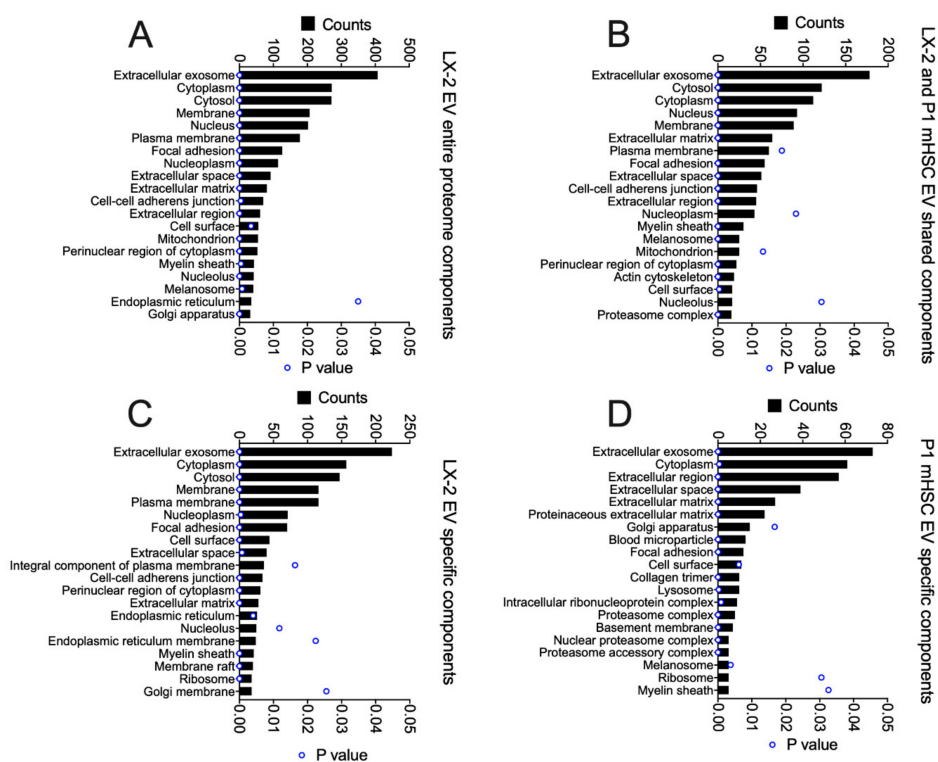 A
Counts
0 100 200 300 400 500
LX-2 EV entire proteome components
Extracellular exosome
Cytoplasm
Cytosol
Membrane
Nucleus
Plasma membrane
Focal adhesion
Nucleoplasm
Extracellular space
Extracellular matrix
Cell-cell adherens junction
Extracellular region
Cell surface
Mitochondrion
Perinuclear region of cytoplasm
Myelin sheath
Nucleolus
Melanosome
Endoplasmic reticulum
Golgi apparatus
0.00 0.01 0.02 0.03 0.04 0.05
P value
B
Counts
0 50 100 150 200
LX-2 and P1 mHSC EV shared components
Extracellular exosome
Cytosol
Cytoplasm
Nucleus
Membrane
Extracellular matrix
Plasma membrane
Focal adhesion
Extracellular space
Cell-cell adherens junction
Extracellular region
Nucleoplasm
Myelin sheath
Melanosome
Mitochondrion
Perinuclear region of cytoplasm
Actin cytoskeleton
Cell surface
Nucleolus
Proteasome complex
0.00 0.01 0.02 0.03 0.04 0.05
P value
C
Counts
0 50 100 150 200 250
LX-2 EV specific components
Extracellular exosome
Cytoplasm
Cytosol
Membrane
Plasma membrane
Nucleoplasm
Focal adhesion
Cell surface
Extracellular space
Integral component of plasma membrane
Cell-cell adherens junction
Perinuclear region of cytoplasm
Extracellular matrix
Endoplasmic reticulum
Nucleolus
Endoplasmic reticulum membrane
Myelin sheath
Membrane raft
Ribosome
Golgi membrane
0.00 0.01 0.02 0.03 0.04 0.05
P value
D
Counts
0 20 40 60 80
P1 mHSC EV specific components
Extracellular exosome
Cytoplasm
Extracellular region
Extracellular space
Extracellular matrix
Proteinaceous extracellular matrix
Golgi apparatus
Blood microparticle
Focal adhesion
Cell surface
Collagen trimer
Lysosome
Intracellular ribonucleoprotein complex
Proteasome complex
Basement membrane
Nuclear proteasome complex
Proteasome accessory complex
Melanosome
Ribosome
Myelin sheath
0.00 0.01 0.02 0.03 0.04 0.05
P value